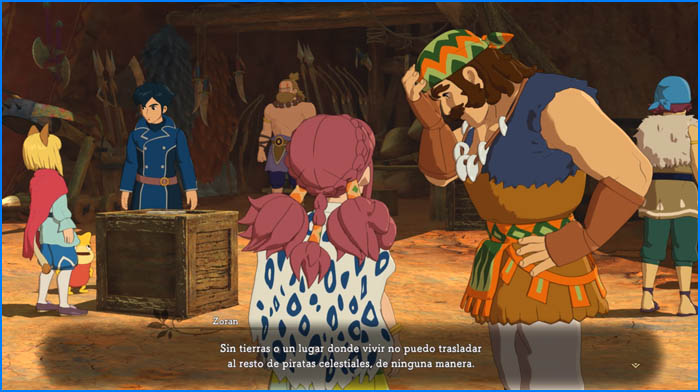 Zoran
Sin tierras o un lugar donde vivir no puedo trasladar
al resto de piratas celestiales, de ninguna manera.